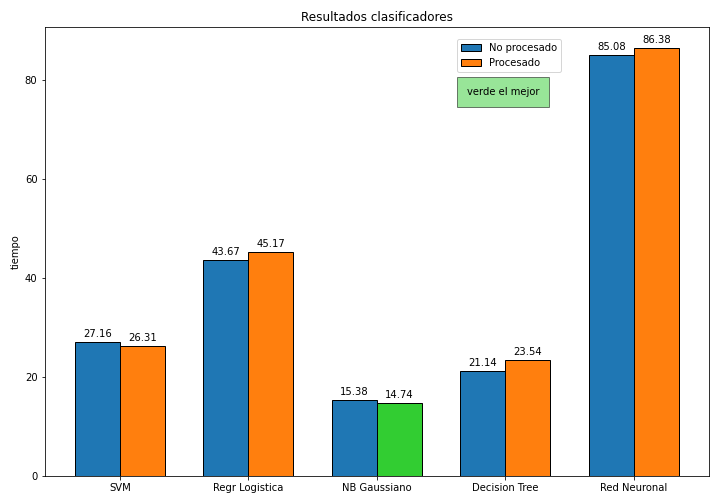 Resultados clasificadores
No procesado
Procesado
verde el mejor
tiempo
80
60
40
20
0
27.16
26.31
43.67
45.17
15.38
14.74
21.14
23.54
85.08
86.38
SVM
Regr Logistica
NB Gaussiano
Decision Tree
Red Neuronal